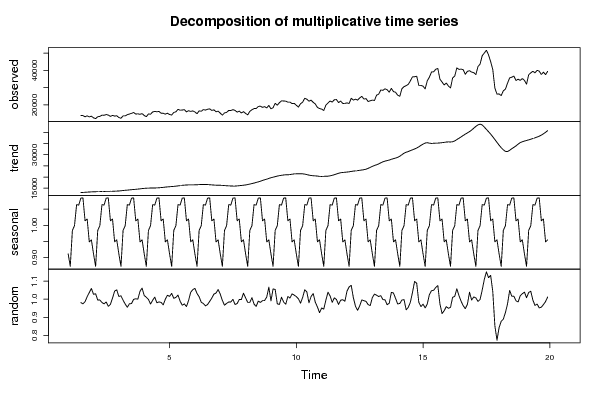 Decomposition of multiplicative time series
observed
20000 40000
trend
15000 30000
seasonal
0.90 1.00
random
0.8 0.9 1.0 1.1
5 10 15 20
Time